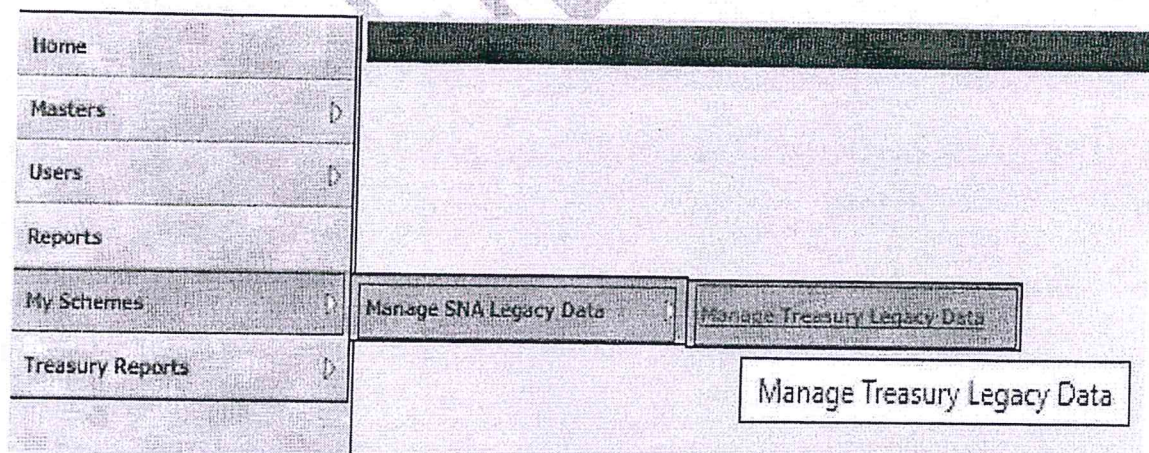 Home
Masters
Users
Reports
My Schemes
Manage SNA Legacy Data
Manage Treasury Legacy Data
Treasury Reports
Manage Treasury Legacy Data